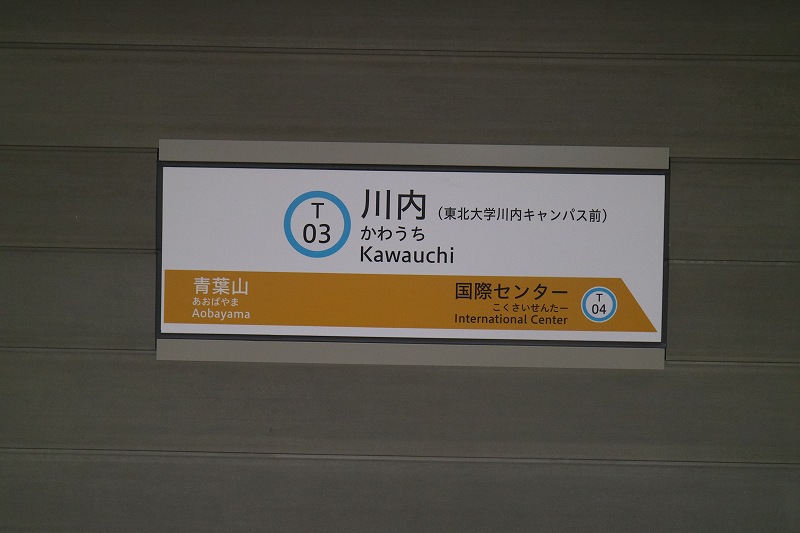 T
03
川内（東北大学川内キャンパス前）
かわうち
Kawauchi
青葉山
あおばやま
Aobayama
国際センター
こくさいせんたー
International Center
T
04